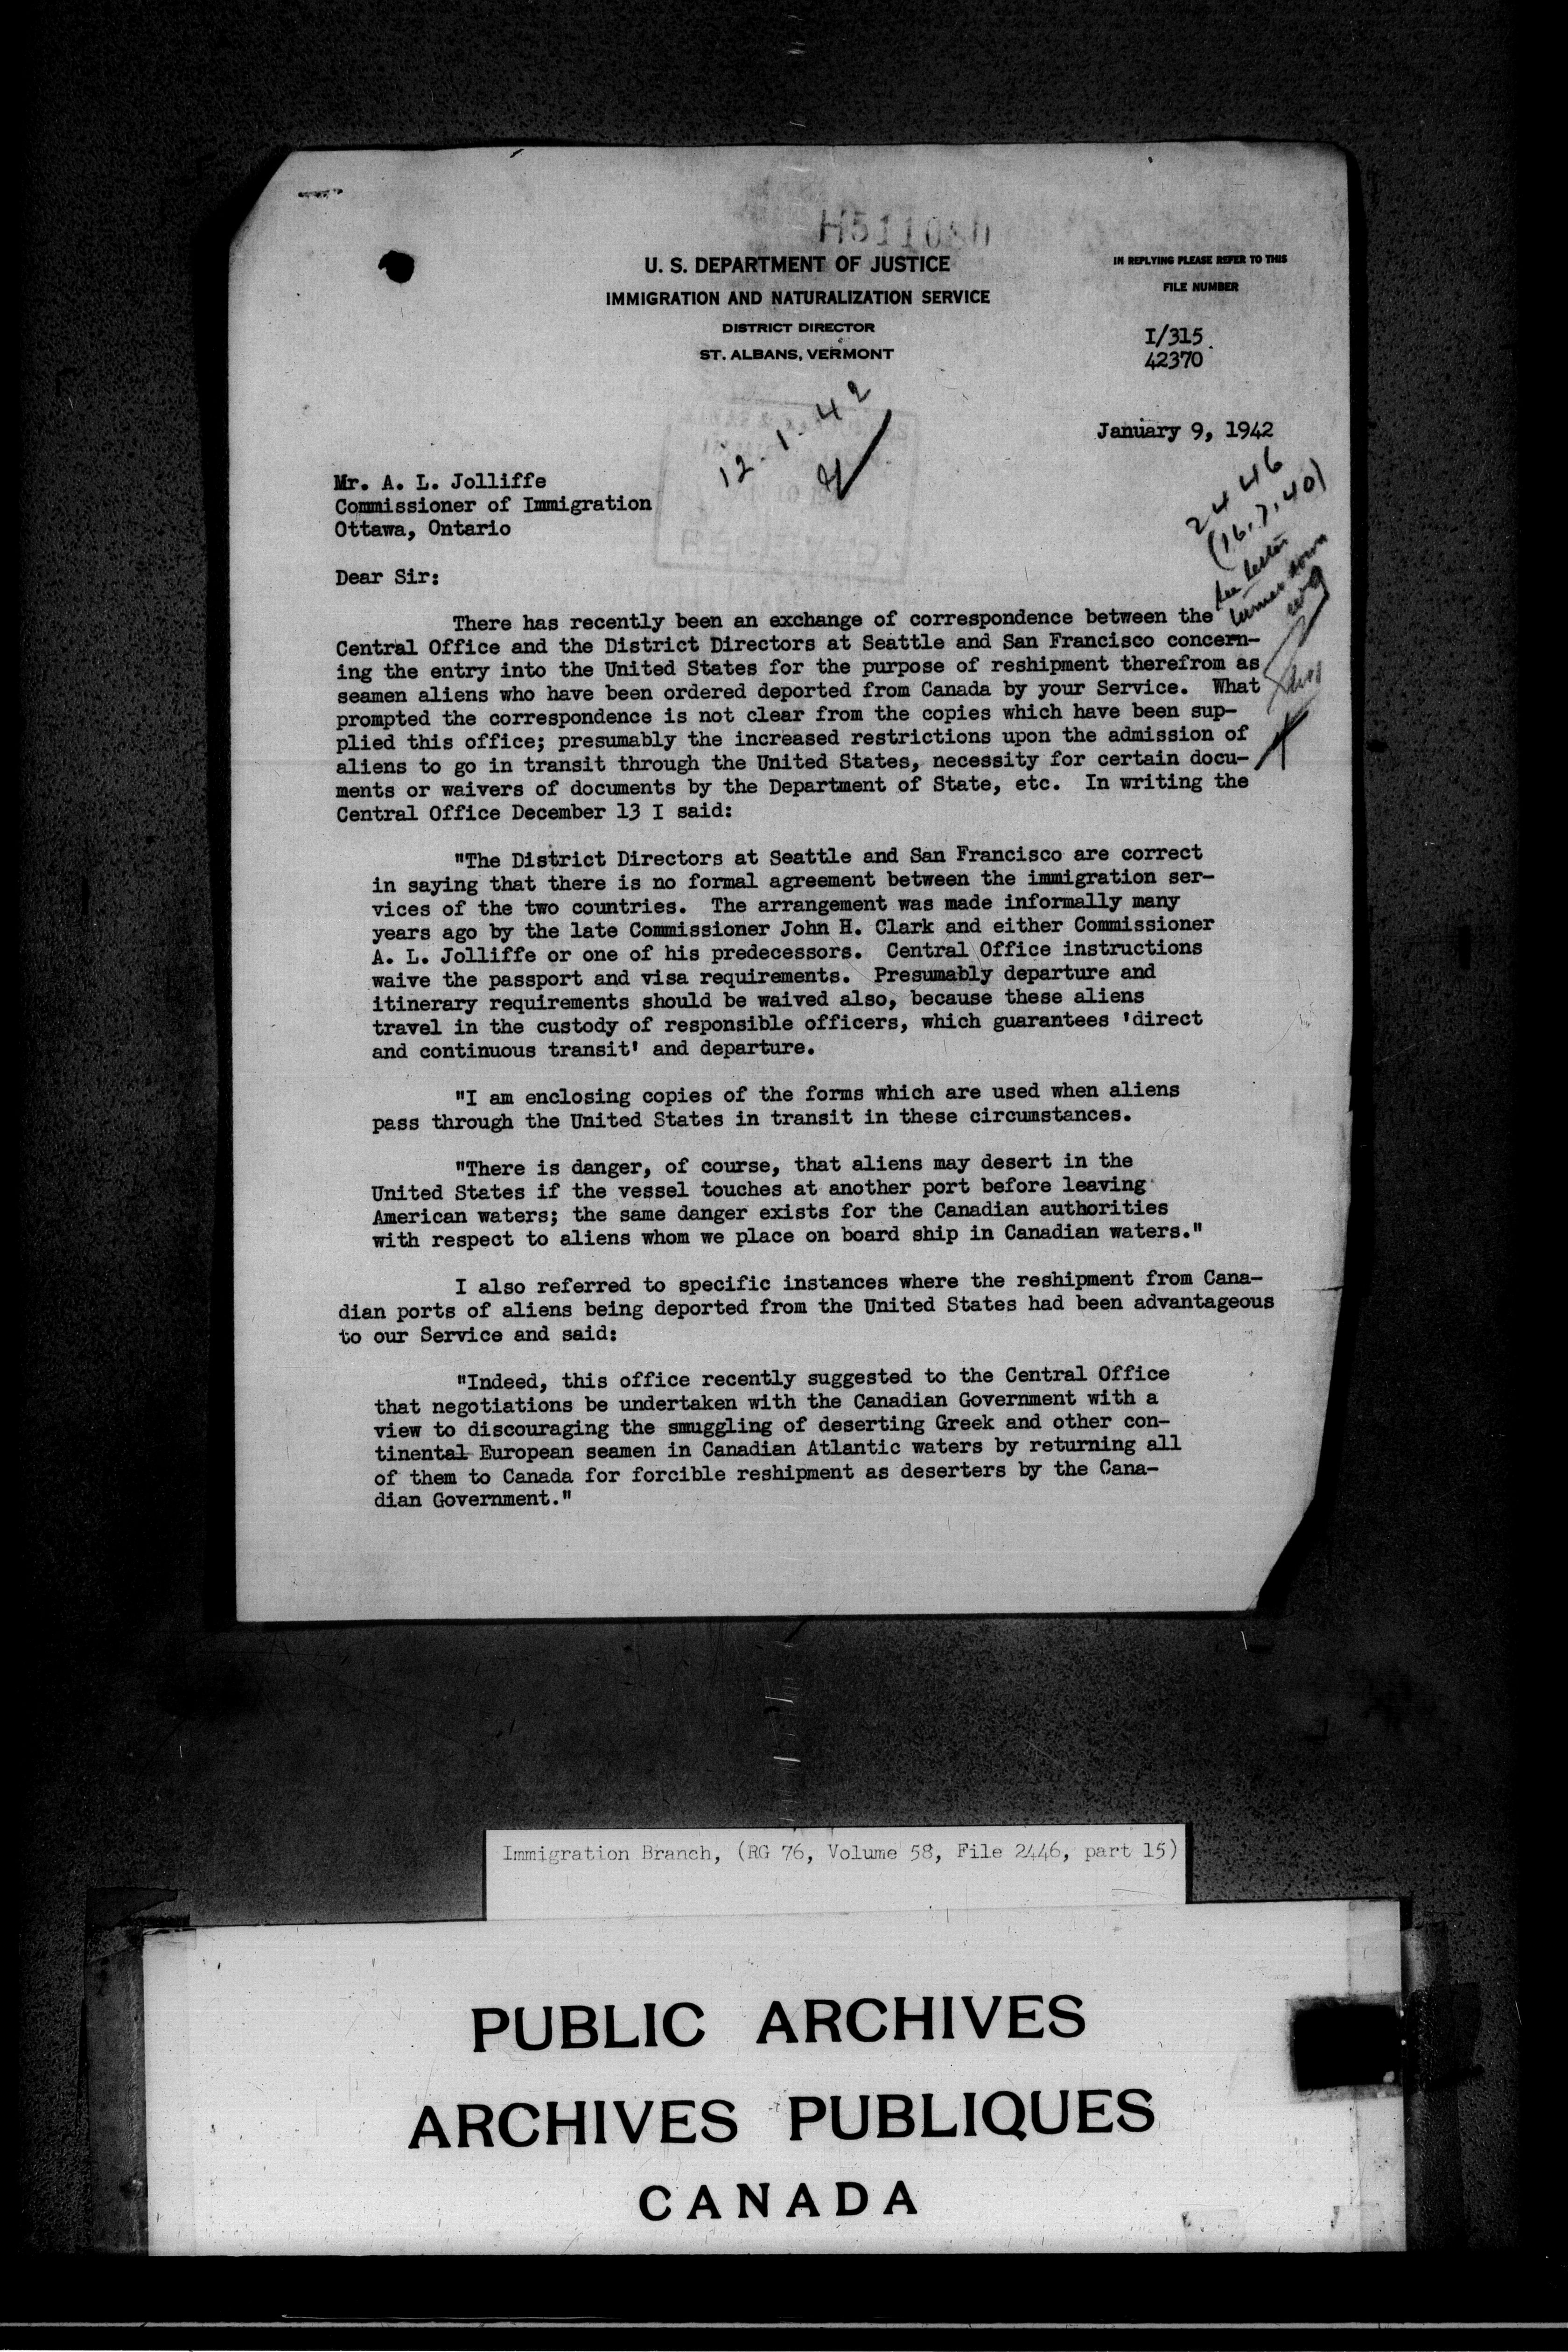 U. S. DEPARTMENT OF JUSTICE
IMMIGRATION AND NATURALIZATION SERVICE
DISTRICT DIRECTOR
ST. ALBANS, VERMONT
IN REPLYING PLEASE REFER TO THIS
FILE NUMBER
I/315
42370
12.1.42
January 9, 1942
2446
(16.7.40)
Mr. A. L. Jolliffe
Commissioner of Immigration
Ottawa, Ontario
Dear Sir:
There has recently been an exchange of correspondence between the
Central Office and the District Directors at Seattle and San Francisco concern-
ing the entry into the United States for the purpose of reshipment therefrom as
seamen aliens who have been ordered deported from Canada by your Service. What
prompted the correspondence is not clear from the copies which have been sup-
plied this office; presumably the increased restrictions upon the admission of
aliens to go in transit through the United States, necessity for certain docu-
ments or waivers of documents by the Department of State, etc. In writing the
Central Office December 13 I said:
"The District Directors at Seattle and San Francisco are correct
in saying that there is no formal agreement between the immigration ser-
vices of the two countries. The arrangement was made informally many
years ago by the late Commissioner John H. Clark and either Commissioner
A. L. Jolliffe or one of his predecessors. Central Office instructions
waive the passport and visa requirements. Presumably departure and
itinerary requirements should be waived also, because these aliens
travel in the custody of responsible officers, which guarantees 'direct
and continuous transit' and departure.
"I am enclosing copies of the forms which are used when aliens
pass through the United States in transit in these circumstances.
"There is danger, of course, that aliens may desert in the
United States if the vessel touches at another port before leaving
American waters; the same danger exists for the Canadian authorities
with respect to aliens whom we place on board ship in Canadian waters."
I also referred to specific instances where the reshipment from Cana-
dian ports of aliens being deported from the United States had been advantageous
to our Service and said:
"Indeed, this office recently suggested to the Central Office
that negotiations be undertaken with the Canadian Government with a
view to discouraging the smuggling of deserting Greek and other con-
tinental European seamen in Canadian Atlantic waters by returning all
of them to Canada for forcible reshipment as deserters by the Cana-
dian Government."
Immigration Branch, (RG 76, Volume 58, File 2446, part 15)
PUBLIC ARCHIVES
ARCHIVES PUBLIQUES
CANADA